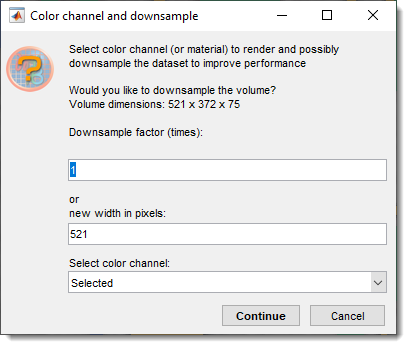 Color channel and downsample
Select color channel (or material) to render and possibly
downsample the dataset to improve performance
Would you like to downsample the volume?
Volume dimensions: 521 x 372 x 75
Downsample factor (times):
1
or
new width in pixels:
521
Select color channel:
Selected
Continue
Cancel